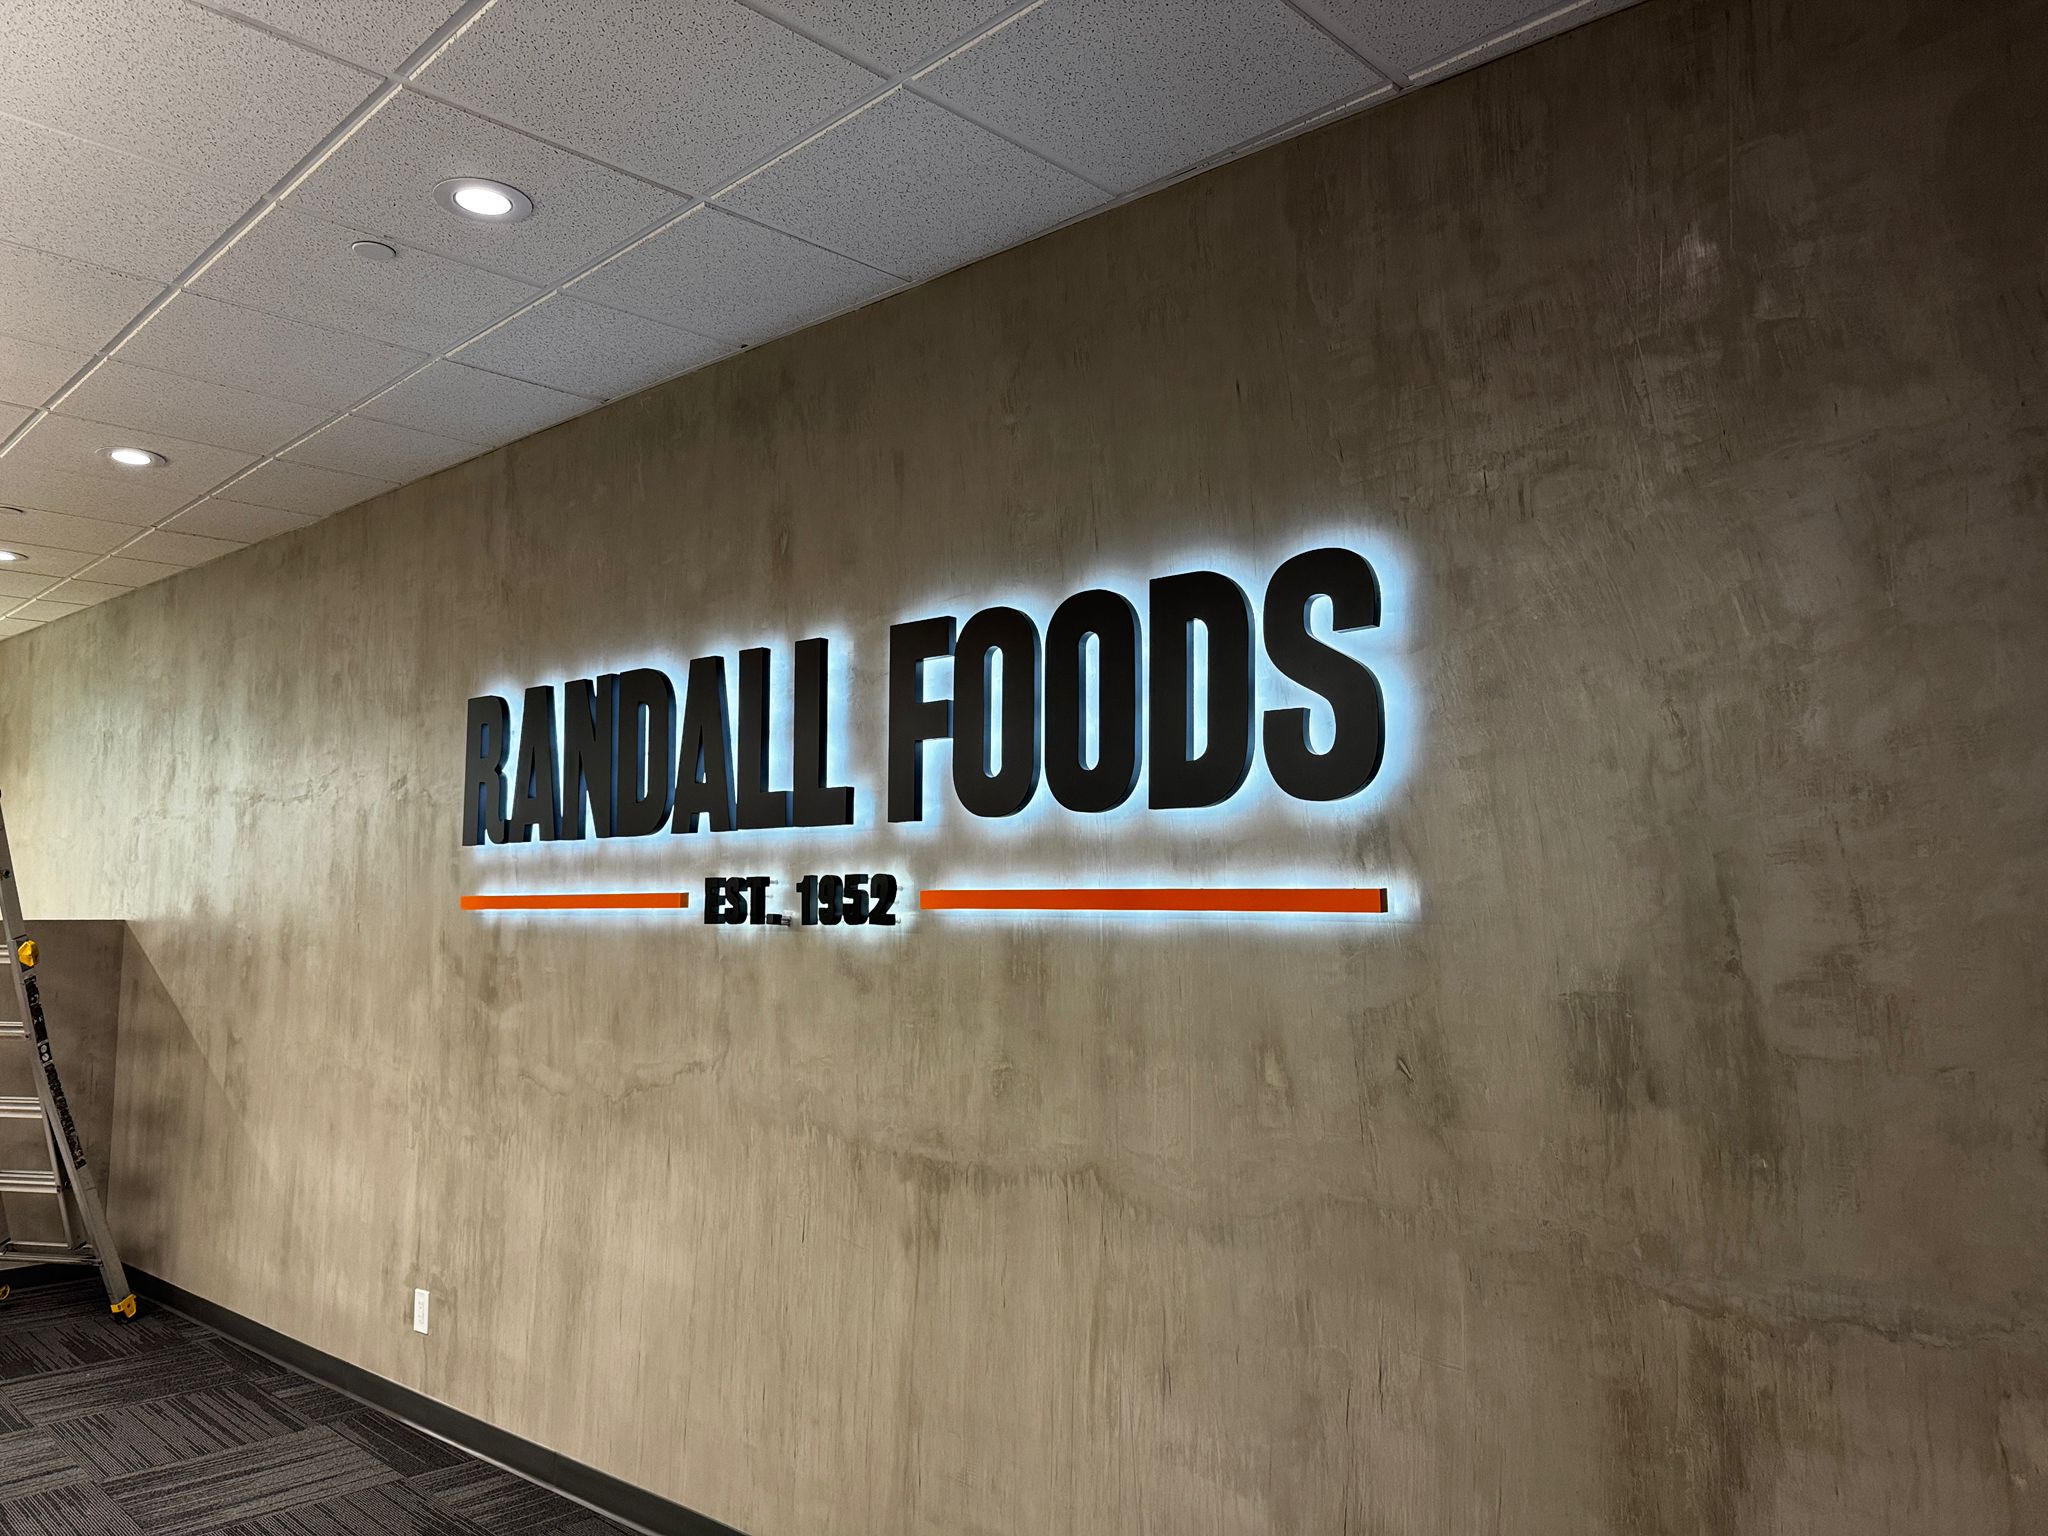 RANDALL FOODS
EST. 1952